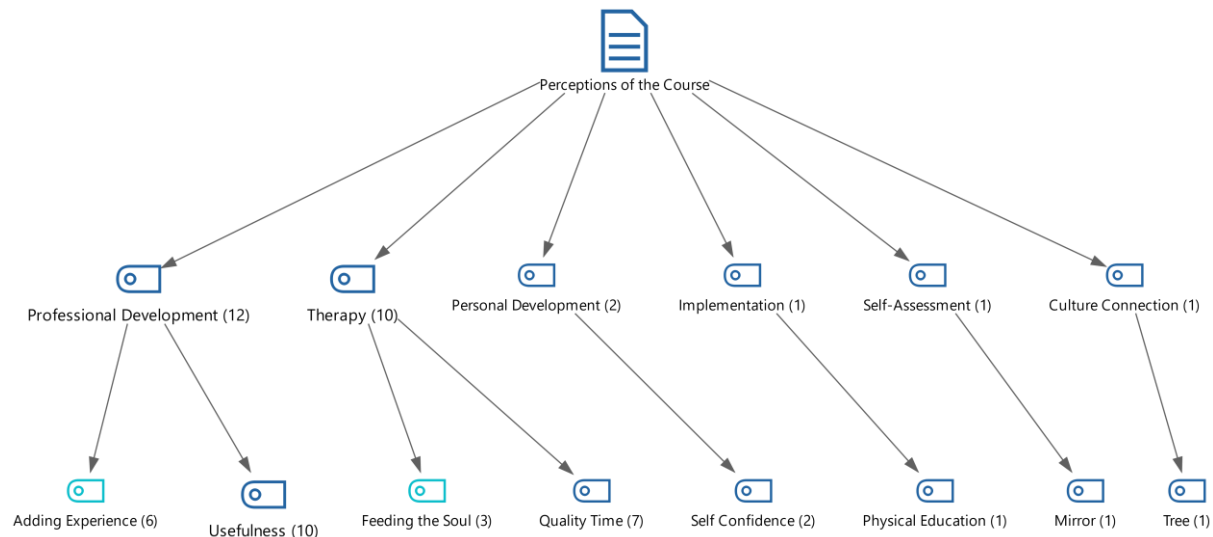 Perceptions of the Course
Professional Development (12)
Therapy (10)
Personal Development (2)
Implementation (1)
Self-Assessment (1)
Culture Connection (1)
Adding Experience (6)
Usefulness (10)
Feeding the Soul (3)
Quality Time (7)
Self Confidence (2)
Physical Education (1)
Mirror (1)
Tree (1)